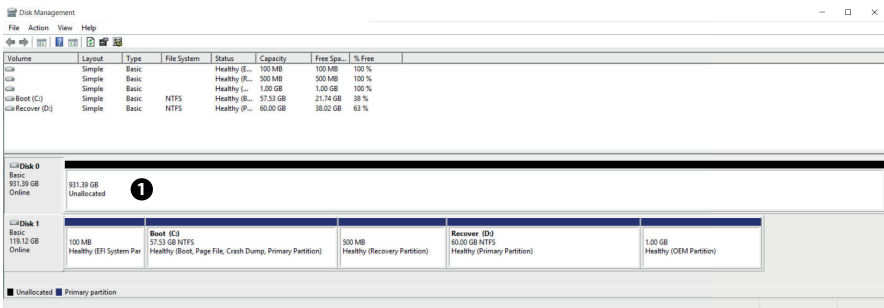 Disk Management
File Action View Help
Volume Layout Type File System Status Capacity Free Spa... % Free
Simple Basic Healthy (E... 100 MB 100 MB 100 %
Simple Basic Healthy (R... 500 MB 500 MB 100 %
Simple Basic Healthy (... 1.00 GB 1.00 GB 100 %
Boot (C:) Simple Basic NTFS Healthy (B... 57.53 GB 21.74 GB 38 %
Recover (D:) Simple Basic NTFS Healthy (P... 60.00 GB 38.02 GB 63 %
Disk 0
Basic
931.39 GB
Online
931.39 GB
Unallocated
1
Disk 1
Basic
119.12 GB
Online
100 MB
Healthy (EFI System Par
Boot (C:)
57.53 GB NTFS
Healthy (Boot, Page File, Crash Dump, Primary Partition)
500 MB
Healthy (Recovery Partition)
Recover (D:)
60.00 GB NTFS
Healthy (Primary Partition)
1.00 GB
Healthy (OEM Partition)
Unallocated Primary partition